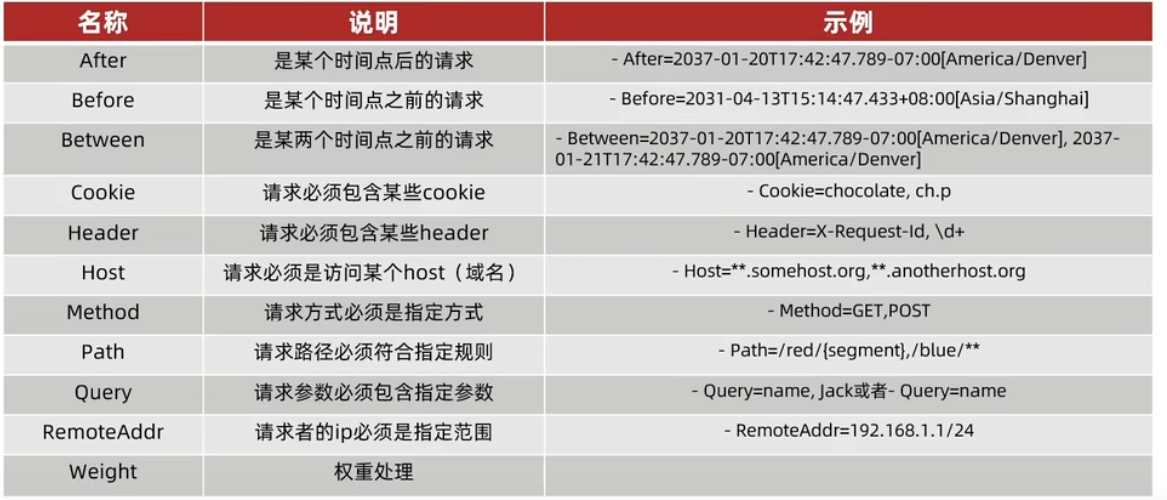 名称 说明 示例
After 是某个时间点后的请求 - After=2037-01-20T17:42:47.789-07:00[America/Denver]
Before 是某个时间点之前的请求 - Before=2031-04-13T15:14:47.433+08:00[Asia/Shanghai]
Between 是某两个时间点之前的请求 - Between=2037-01-20T17:42:47.789-07:00[America/Denver], 2037-
01-21T17:42:47.789-07:00[America/Denver]
Cookie 请求必须包含某些cookie - Cookie=chocolate, ch.p
Header 请求必须包含某些header - Header=X-Request-Id, \d+
Host 请求必须是访问某个host（域名） - Host=**.somehost.org,**.anotherhost.org
Method 请求方式必须是指定方式 - Method=GET,POST
Path 请求路径必须符合指定规则 - Path=/red/{segment},/blue/**
Query 请求参数必须包含指定参数 - Query=name, Jack或者- Query=name
RemoteAddr 请求者的ip必须是指定范围 - RemoteAddr=192.168.1.1/24
Weight 权重处理